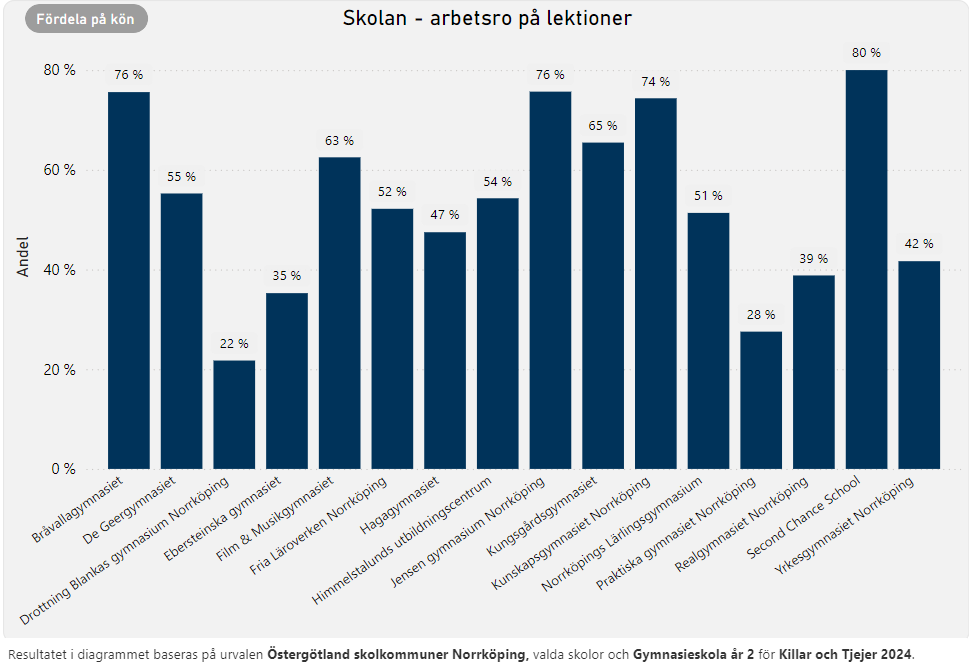 Fördela på kön
Skolan - arbetsro på lektioner
Andel
80 %
60 %
40 %
20 %
0 %
76 %
55 %
22 %
35 %
63 %
52 %
47 %
54 %
76 %
65 %
74 %
51 %
28 %
39 %
80 %
42 %
Bråvallagymnasiet
De Geergymnasiet
Drottning Blankas gymnasium Norrköping
Ebersteinska gymnasiet
Film & Musikgymnasiet
Fria Läroverken Norrköping
Hagagymnasiet
Himmelstalunds utbildningscentrum
Jensen gymnasium Norrköping
Kungsgårdsgymnasiet
Kunskapsgymnasiet Norrköping
Norrköpings Lärlingsgymnasium
Praktiska gymnasiet Norrköping
Realgymnasiet Norrköping
Second Chance School
Yrkesgymnasiet Norrköping
Resultatet i diagrammet baseras på urvalen Östergötland skolkommuner Norrköping, valda skolor och Gymnasieskola år 2 för Killar och Tjejer 2024.